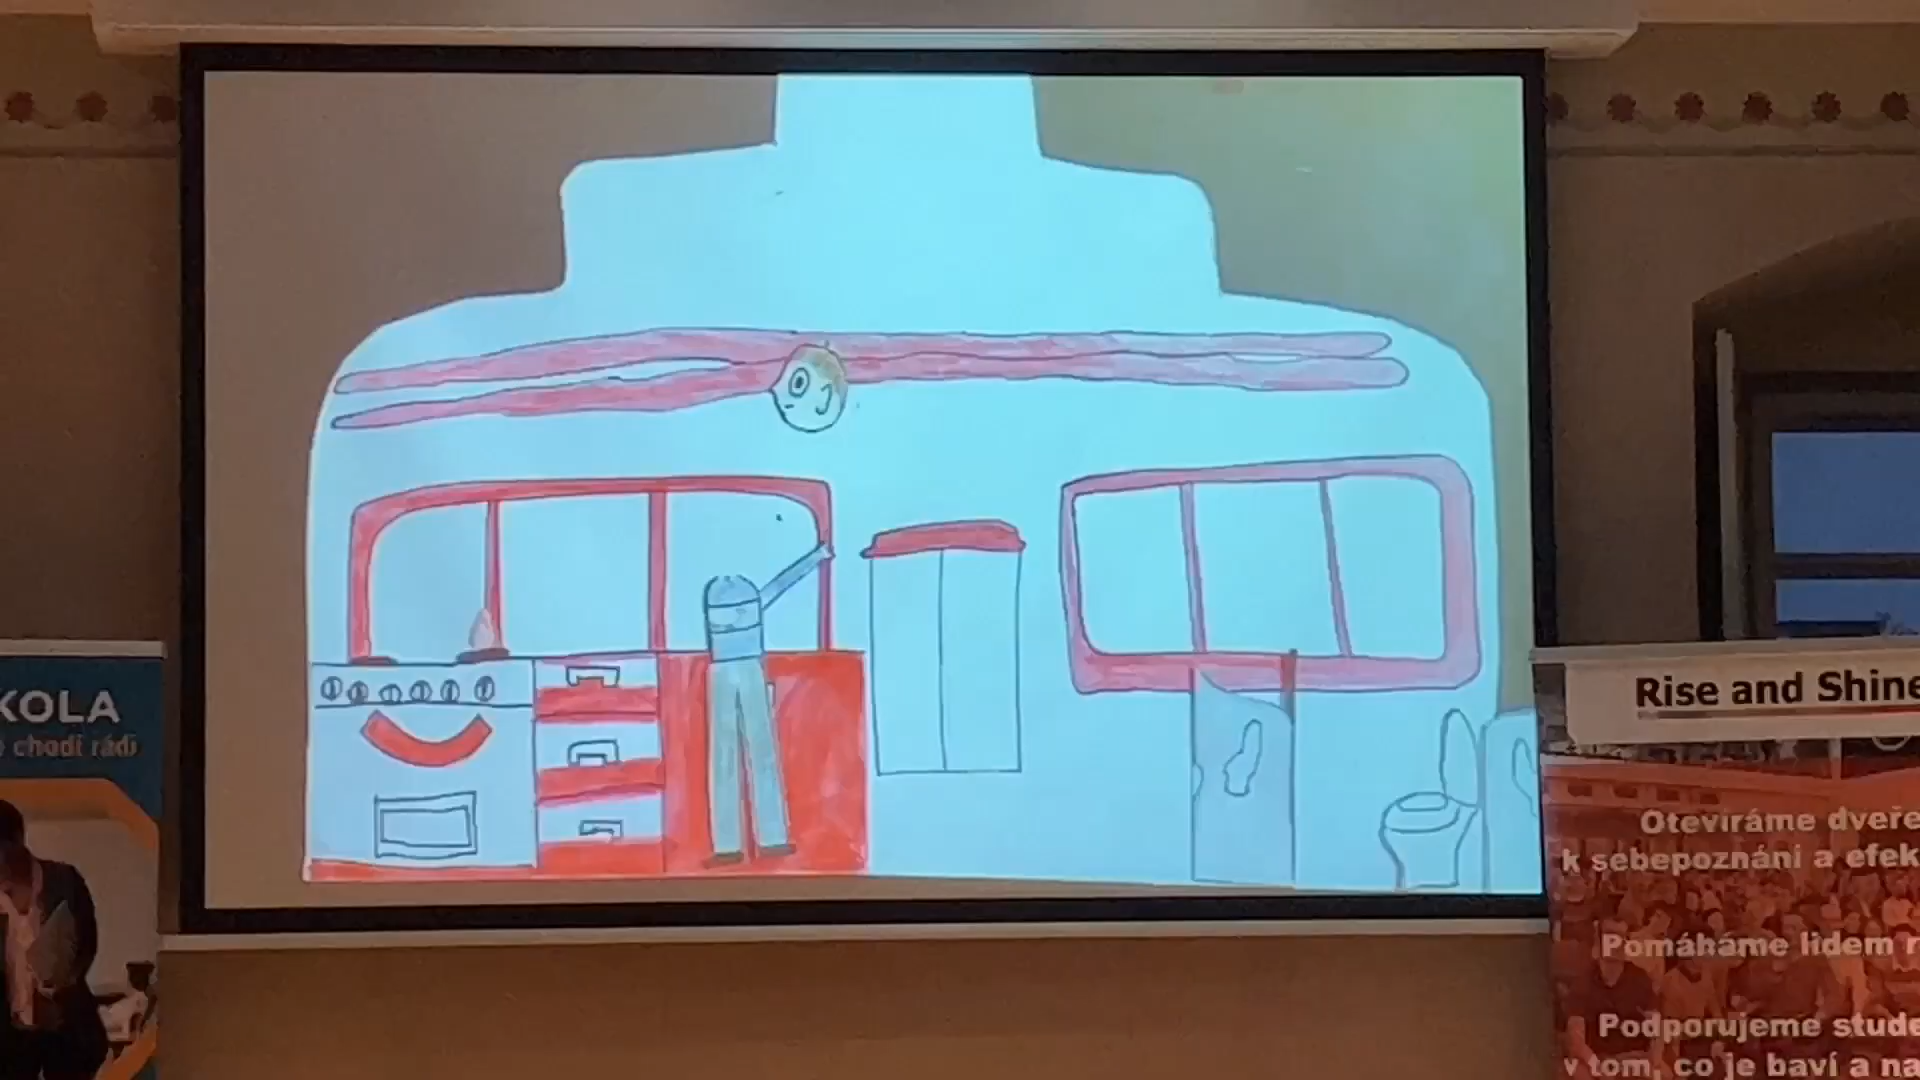 KOLA
chodí rádi
Rise and Shine
Otevíráme dveře
k sebepoznání a efek
Pomáháme lidem r
Podporujeme stude
v tom, co je baví a na